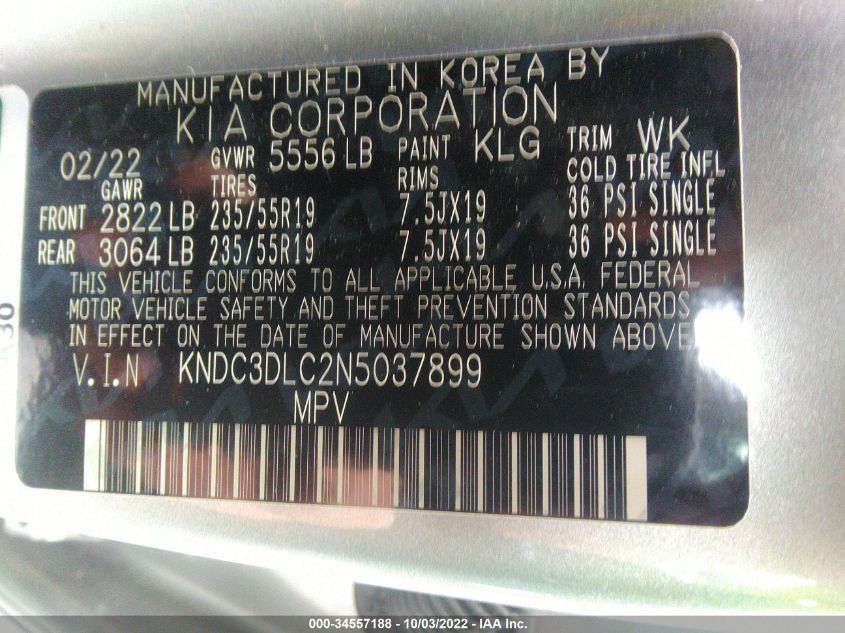 MANUFACTURED IN KOREA BY
KIA CORPORATION
02/22 GVWR 5556 LB PAINT KLG TRIM WK
GAWR TIRES RIMS COLD TIRE INFL
FRONT 2822 LB 235/55R19 7.5JX19 36 PSI SINGLE
REAR 3064 LB 235/55R19 7.5JX19 36 PSI SINGLE
THIS VEHICLE CONFORMS TO ALL APPLICABLE U.S.A. FEDERAL
MOTOR VEHICLE SAFETY AND THEFT PREVENTION STANDARDS
IN EFFECT ON THE DATE OF MANUFACTURE SHOWN ABOVE.
V.I.N KNDC3DLC2N5037899
MPV
000-34557188 - 10/03/2022 - IAA Inc.